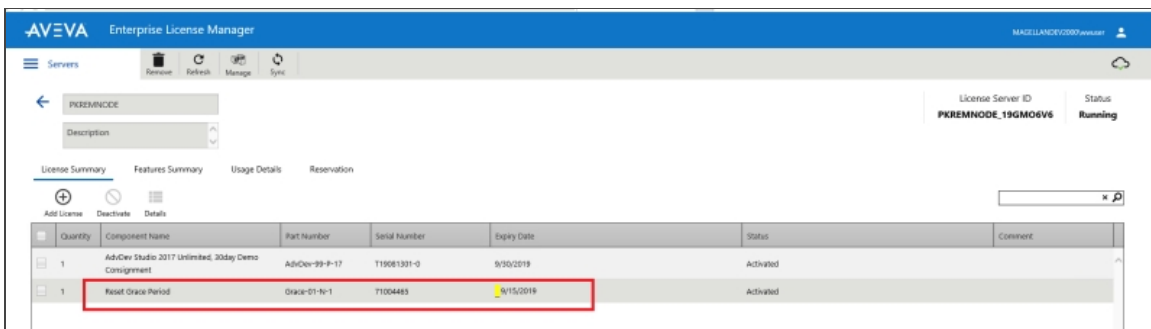 AVEVA Enterprise License Manager
Servers
Remove Refresh Manage Sync
PKREMNODE
Description
License Server ID Status
PKREMNODE_19GMO6V6 Running
License Summary Features Summary Usage Details Reservation
Add License Deactivate Details
Quantity Component Name Part Number Serial Number Expiry Date Status Comment
1 AdvDev Studio 2017 Unlimited, 30day Demo Consignment AdvDev-99-P-17 T19081301-0 9/30/2019 Activated
1 Reset Grace Period Grace-01-N-1 71004465 9/15/2019 Activated